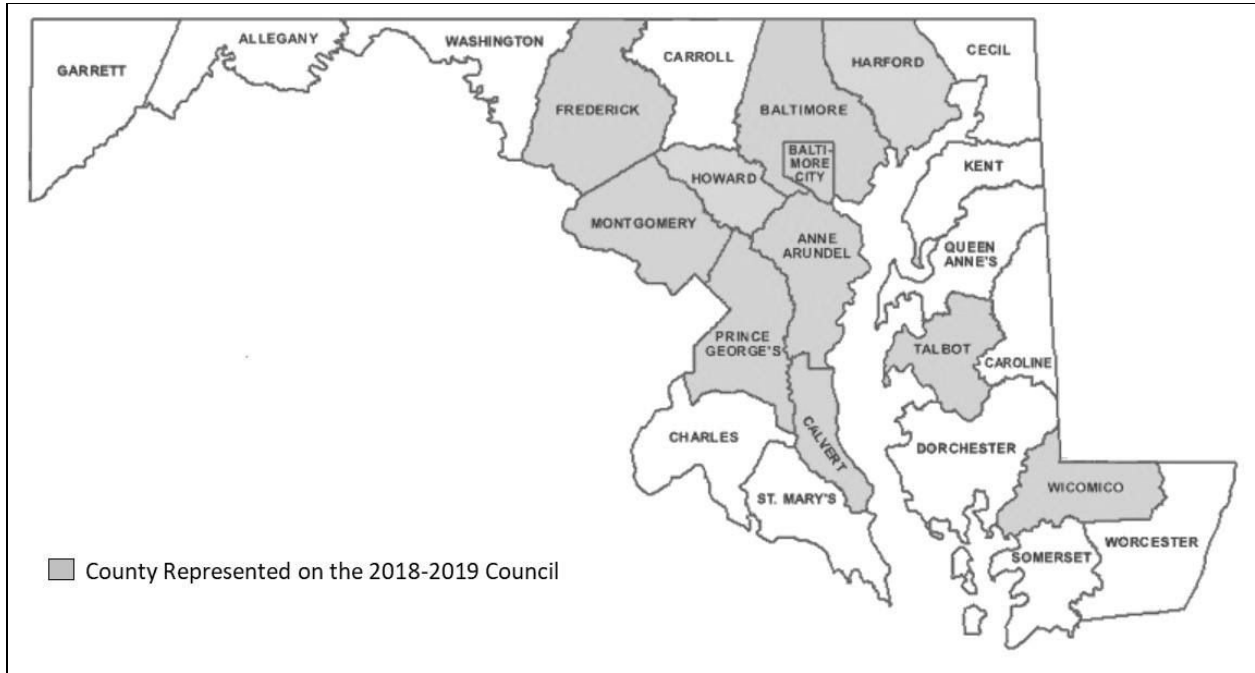 ALLEGANY
WASHINGTON
CARROLL
CECIL
GARRETT
HARFORD
FREDERICK
BALTIMORE
BALTI-
MORE
CITY
KENT
HOWARD
MONTGOMERY
ANNE
ARUNDEL
QUEEN
ANNE'S
PRINCE
GEORGE'S
TALBOT
CAROLINE
CHARLES
CALVERT
DORCHESTER
WICOMICO
ST. MARY'S
WORCESTER
SOMERSET
County Represented on the 2018-2019 Council